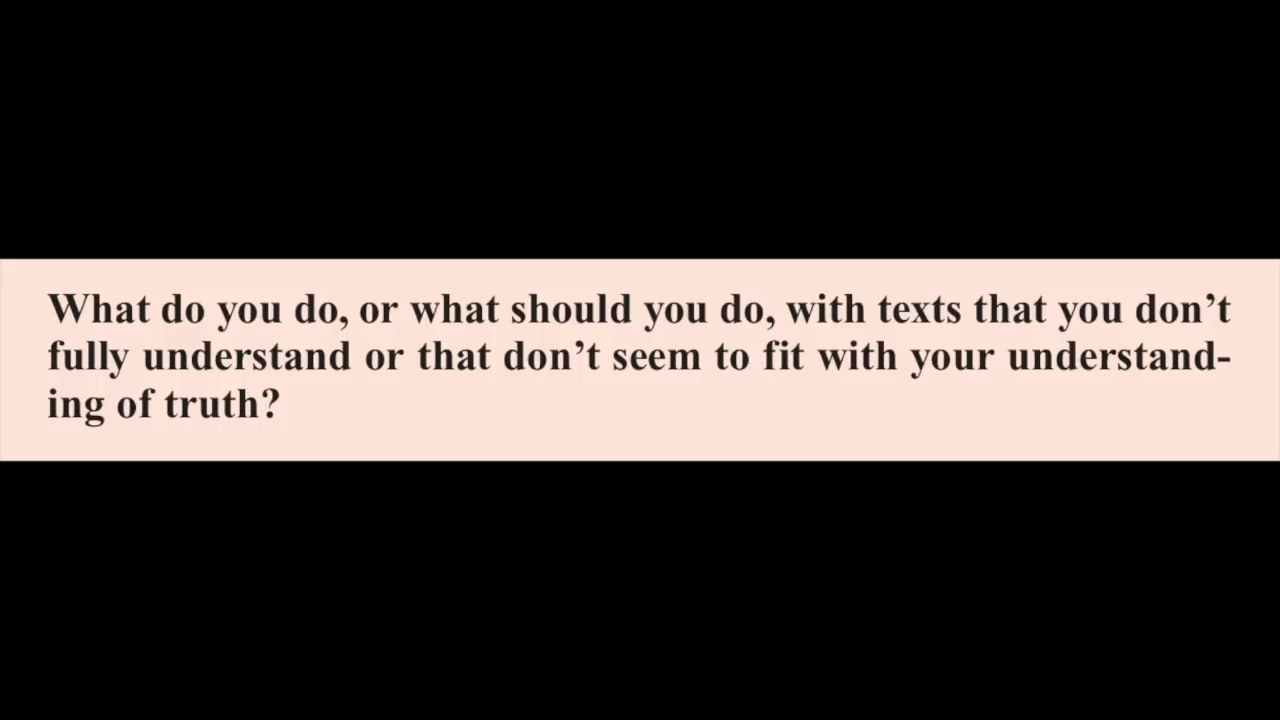 What do you do, or what should you do, with texts that you don’t
fully understand or that don’t seem to fit with your understand-
ing of truth?